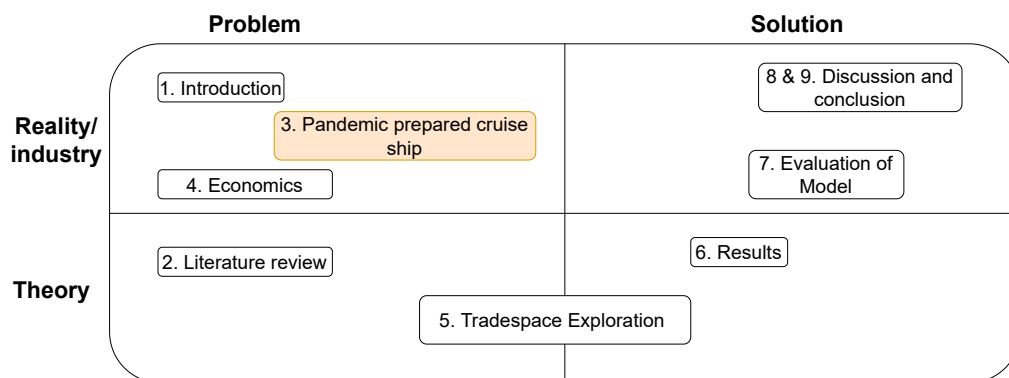 Problem
Solution
Reality/
industry
1. Introduction
3. Pandemic prepared cruise
ship
4. Economics
8 & 9. Discussion and
conclusion
7. Evaluation of
Model
Theory
2. Literature review
6. Results
5. Tradespace Exploration